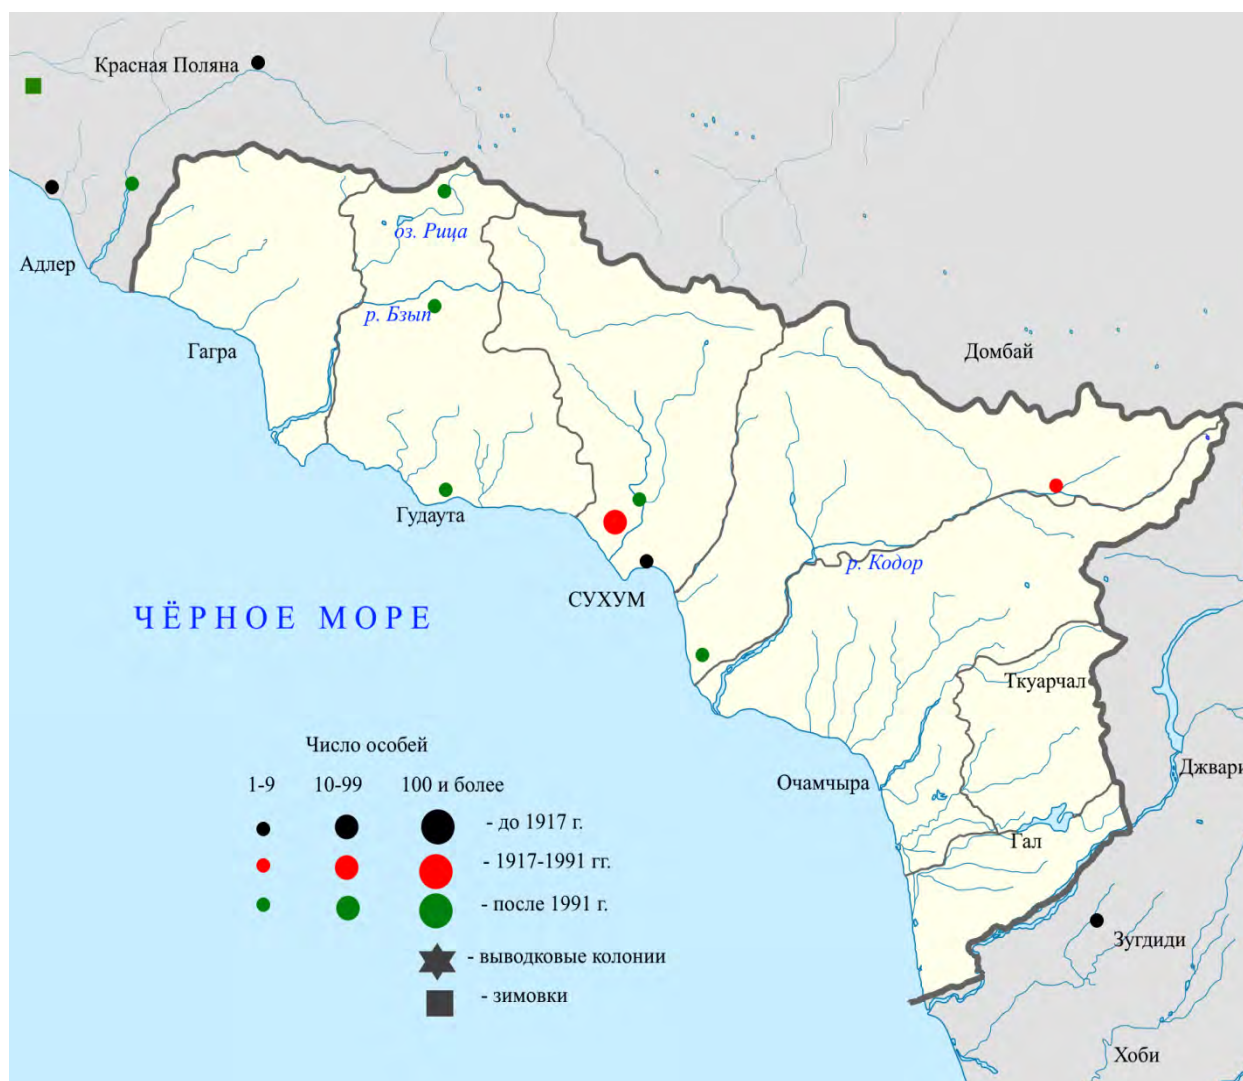 Красная Поляна
оз. Рица
Адлер
р. Бзып
Гагра
Домбай
Гудаута
р. Кодор
СУХУМ
ЧЁРНОЕ МОРЕ
Ткуарчал
Число особей
Джвари
1-9 10-99 100 и более
Очамчыра
- до 1917 г.
Гал
- 1917-1991 гг.
- после 1991 г.
Зугдиди
- выводковые колонии
- зимовки
Хоби